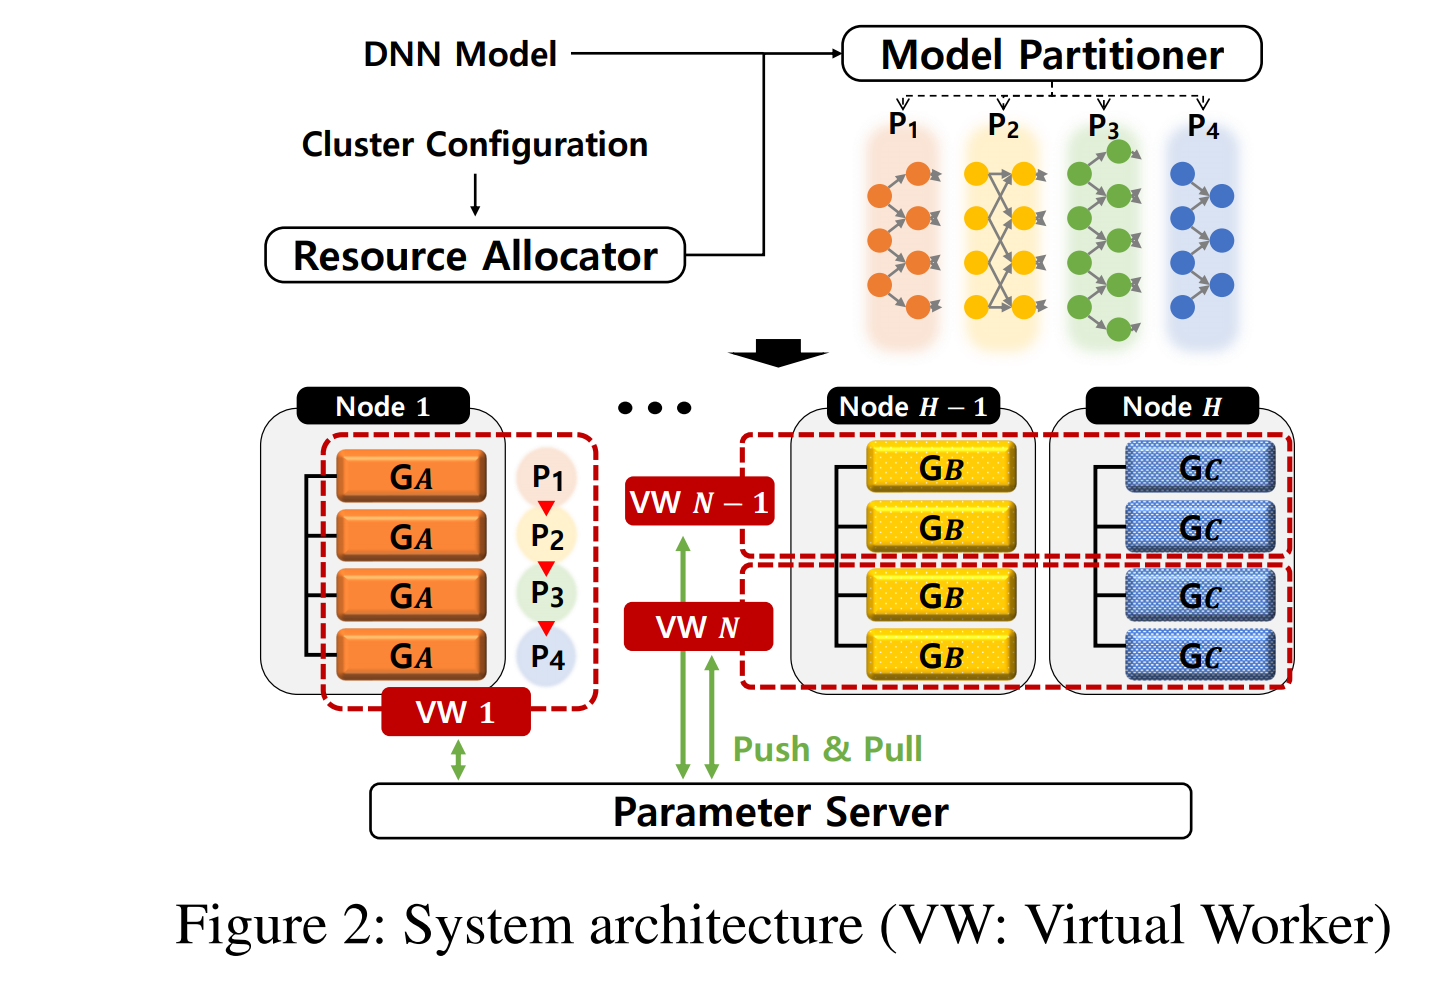 DNN Model
Model Partitioner
Cluster Configuration
Resource Allocator
P1 P2 P3 P4
Node 1 ● ● ● Node H − 1 Node H
GA
GA
GA
GA
P1
P2
P3
P4
VW 1
VW N − 1
VW N
GB
GB
GB
GB
GC
GC
GC
GC
Push & Pull
Parameter Server
Figure 2: System architecture (VW: Virtual Worker)